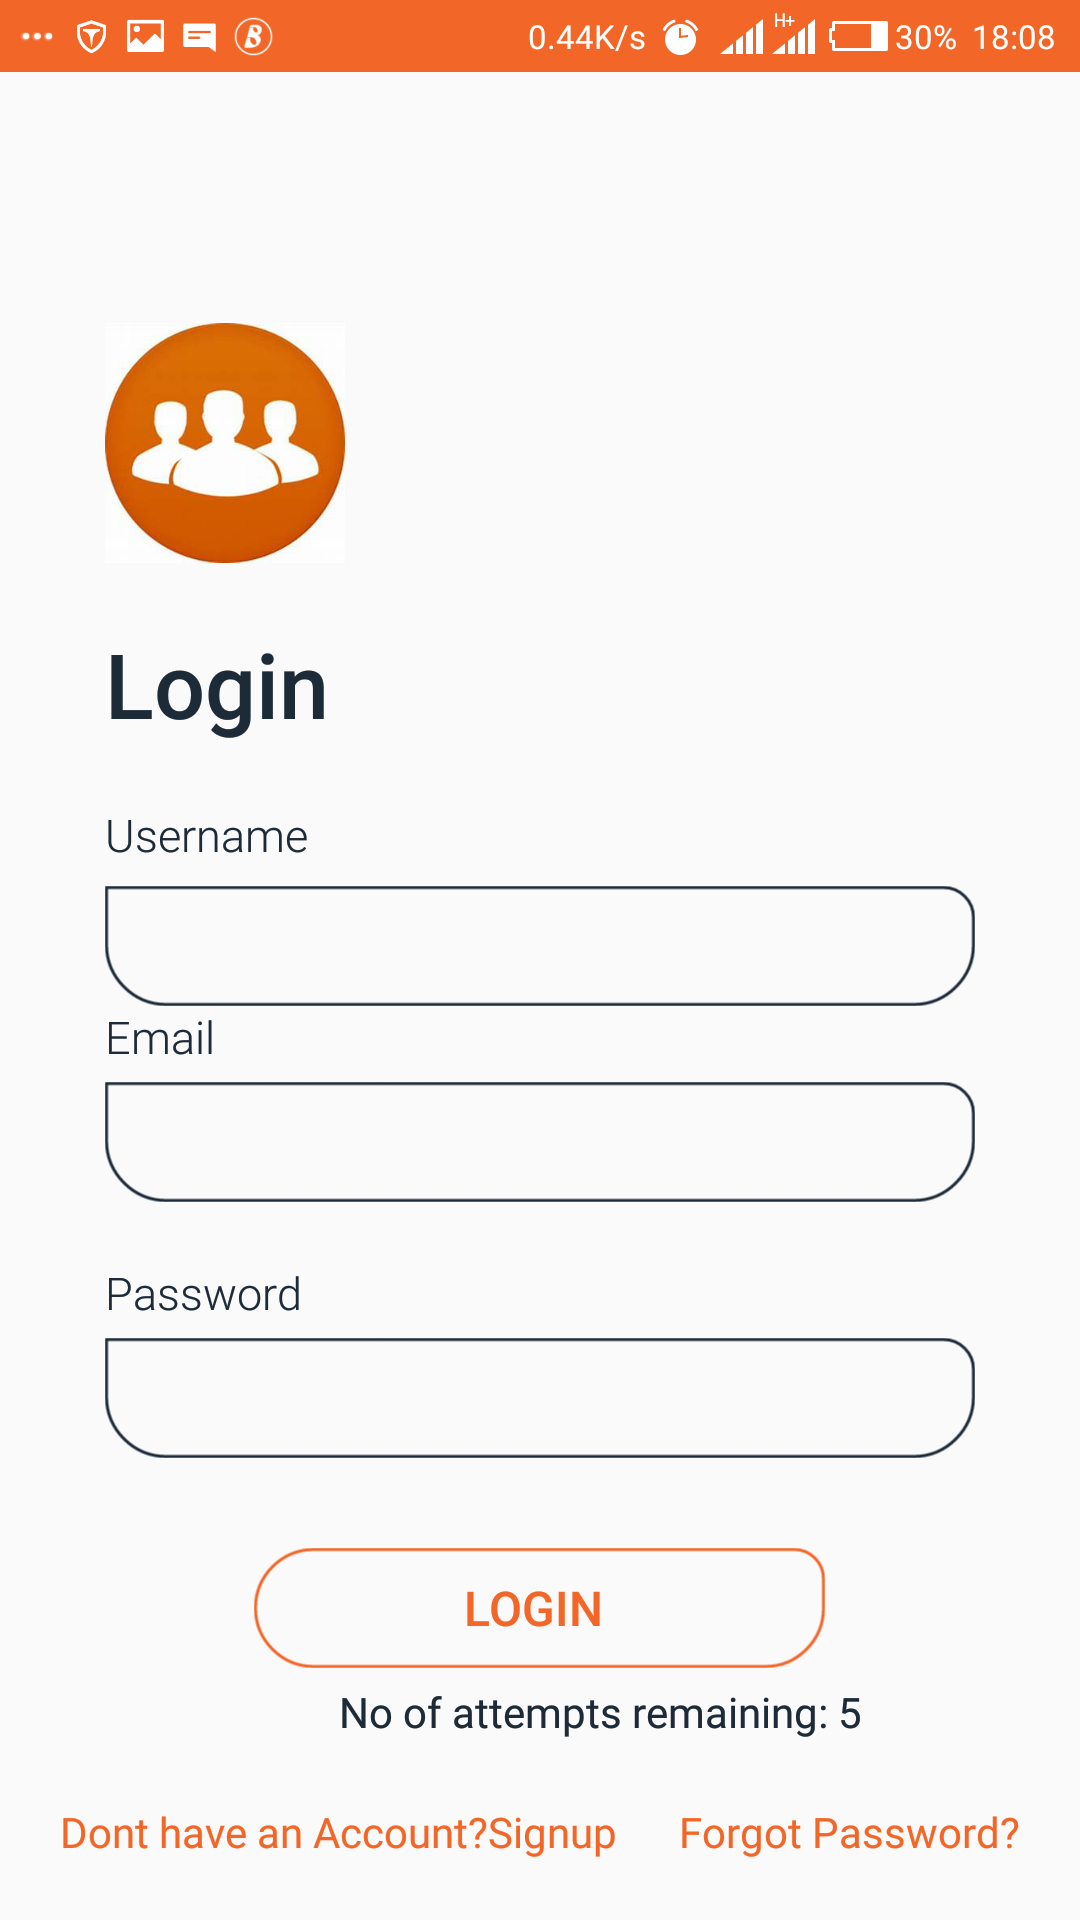 0.44K/s H+ 30% 18:08
Login
Username
Email
Password
LOGIN
No of attempts remaining: 5
Dont have an Account?Signup Forgot Password?